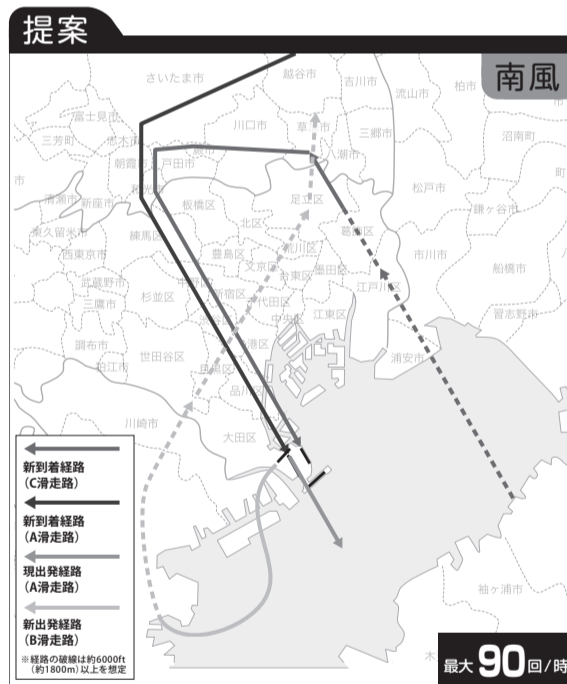 提案
南風
さいたま市
越谷市
吉川市
流山市
柏市
富士見市
川口市
三郷市
沼南町
三芳町
志木市
八潮市
朝霞市
戸田市
蕨市
松戸市
清瀬市
新座市
板橋区
足立区
鎌ヶ谷市
東久留米市
練馬区
北区
葛飾区
西東京市
豊島区
荒川区
市川市
船橋市
文京区
台東区
墨田区
武蔵野市
新宿区
江戸川区
三鷹市
杉並区
中央区
江東区
習志野市
調布市
世田谷区
港区
浦安市
品川区
川崎市
大田区
袖ヶ浦市
新到着経路
(C滑走路)
新到着経路
(A滑走路)
現出発経路
(A滑走路)
新出発経路
(B滑走路)
※経路の破線は約6000ft
(約1800m)以上を想定
最大90回/時